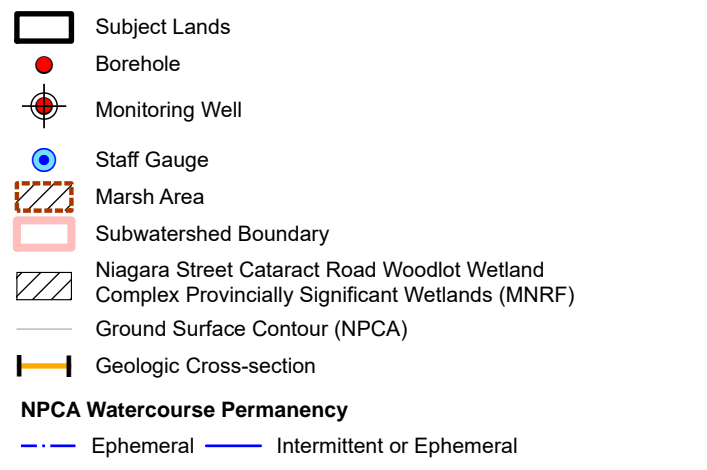 Subject Lands
Borehole
Monitoring Well
Staff Gauge
Marsh Area
Subwatershed Boundary
Niagara Street Cataract Road Woodlot Wetland
Complex Provincially Significant Wetlands (MNRF)
Ground Surface Contour (NPCA)
Geologic Cross-section
NPCA Watercourse Permanency
Ephemeral Intermittent or Ephemeral